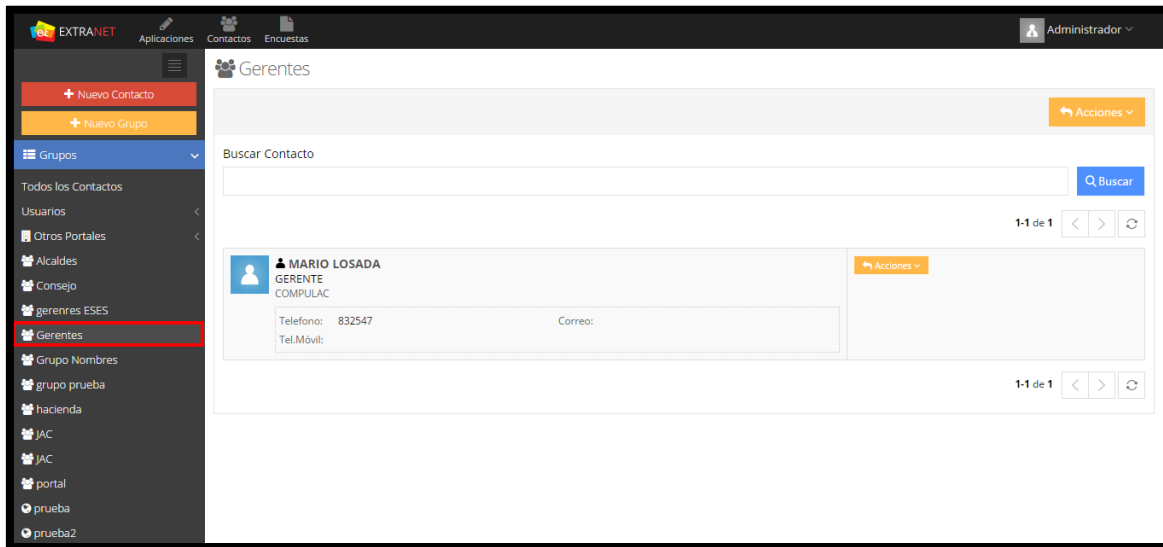 EXTRANET
Aplicaciones
Contactos
Encuestas
Administrador
Nuevo Contacto
Nuevo Grupo
Grupos
Todos los Contactos
Usuarios
Otros Portales
Alcaldes
Consejo
gerenres ESES
Gerentes
Grupo Nombres
grupo prueba
hacienda
JAC
JAC
portal
prueba
prueba2
Gerentes
Acciones
Buscar Contacto
Buscar
1-1 de 1
MARIO LOSADA
GERENTE
COMPULAC
Acciones
Telefono: 832547 Correo:
Tel.Móvil:
1-1 de 1